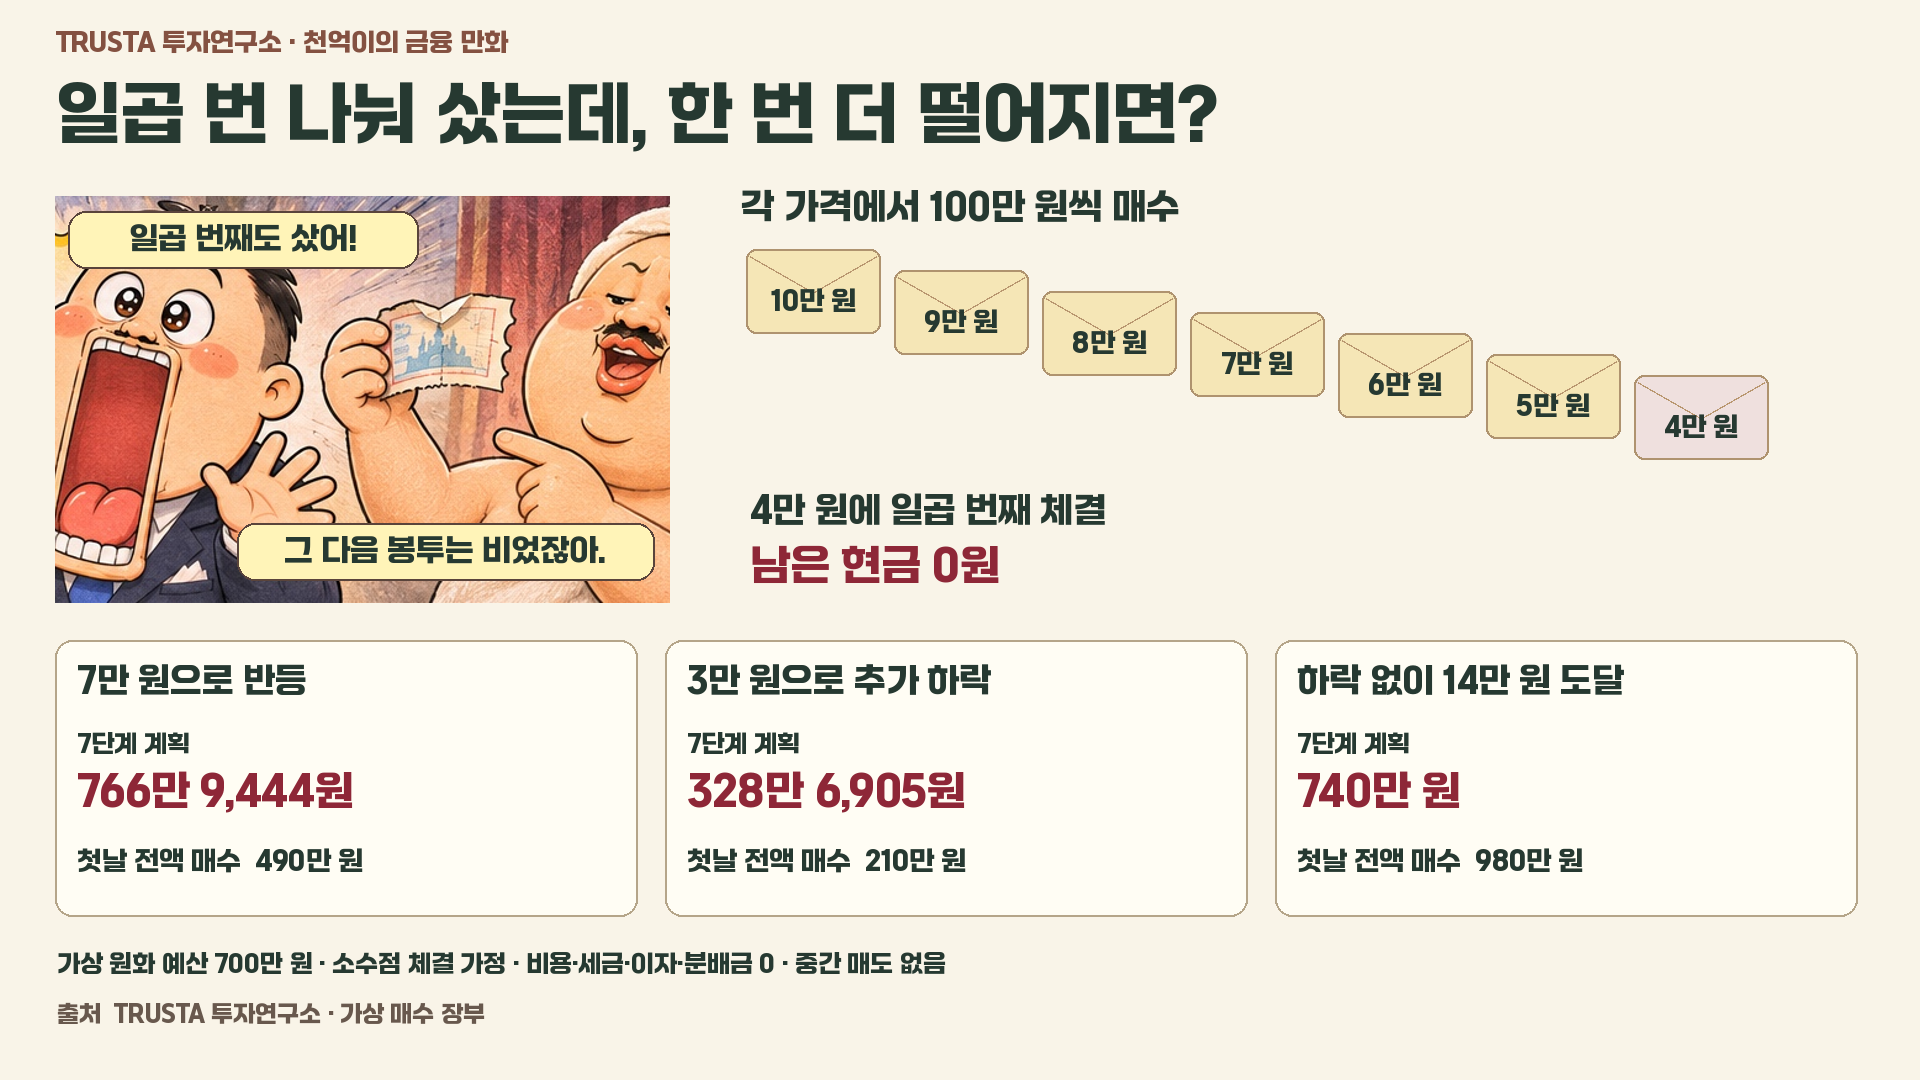 TRUSTA 투자연구소 · 천억이의 금융 만화
일곱 번 나눠 샀는데, 한 번 더 떨어지면?
일곱 번째도 샀어!
그 다음 봉투는 비었잖아.
각 가격에서 100만 원씩 매수
10만 원
9만 원
8만 원
7만 원
6만 원
5만 원
4만 원
4만 원에 일곱 번째 체결
남은 현금 0원
7만 원으로 반등
7단계 계획
766만 9,444원
첫날 전액 매수 490만 원
3만 원으로 추가 하락
7단계 계획
328만 6,905원
첫날 전액 매수 210만 원
하락 없이 14만 원 도달
7단계 계획
740만 원
첫날 전액 매수 980만 원
가상 원화 예산 700만 원 · 소수점 체결 가정 · 비용·세금·이자·분배금 0 · 중간 매도 없음
출처 TRUSTA 투자연구소 · 가상 매수 장부